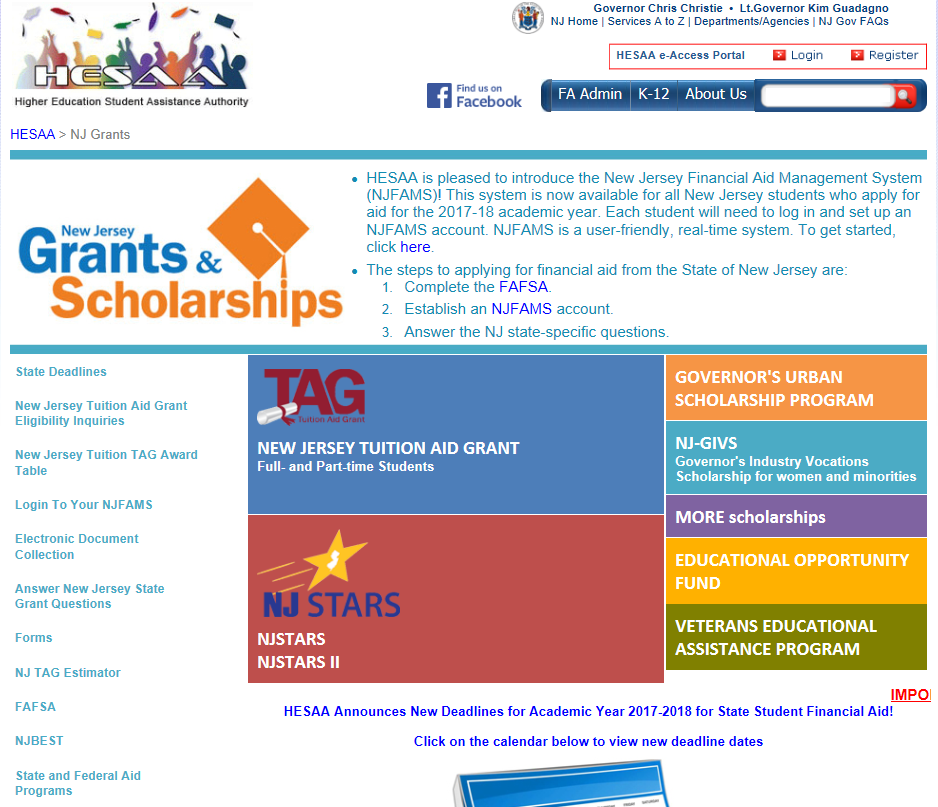 HESAA
Higher Education Student Assistance Authority
Governor Chris Christie • Lt.Governor Kim Guadagno
NJ Home | Services A to Z | Departments/Agencies | NJ Gov FAQs
HESAA e-Access Portal Login Register
Find us on
Facebook
FA Admin K-12 About Us
HESAA > NJ Grants
New Jersey
Grants &
Scholarships
• HESAA is pleased to introduce the New Jersey Financial Aid Management System
(NJFAMS)! This system is now available for all New Jersey students who apply for
aid for the 2017-18 academic year. Each student will need to log in and set up an
NJFAMS account. NJFAMS is a user-friendly, real-time system. To get started,
click here.
• The steps to applying for financial aid from the State of New Jersey are:
1. Complete the FAFSA.
2. Establish an NJFAMS account.
3. Answer the NJ state-specific questions.
State Deadlines
New Jersey Tuition Aid Grant
Eligibility Inquiries
New Jersey Tuition TAG Award
Table
Login To Your NJFAMS
Electronic Document
Collection
Answer New Jersey State
Grant Questions
Forms
NJ TAG Estimator
FAFSA
NJBEST
State and Federal Aid
Programs
TAG
Tuition Aid Grant
NEW JERSEY TUITION AID GRANT
Full- and Part-time Students
NJ STARS
NJSTARS
NJSTARS II
GOVERNOR'S URBAN
SCHOLARSHIP PROGRAM
NJ-GIVS
Governor's Industry Vocations
Scholarship for women and minorities
MORE scholarships
EDUCATIONAL OPPORTUNITY
FUND
VETERANS EDUCATIONAL
ASSISTANCE PROGRAM
IMPO
HESAA Announces New Deadlines for Academic Year 2017-2018 for State Student Financial Aid!
Click on the calendar below to view new deadline dates